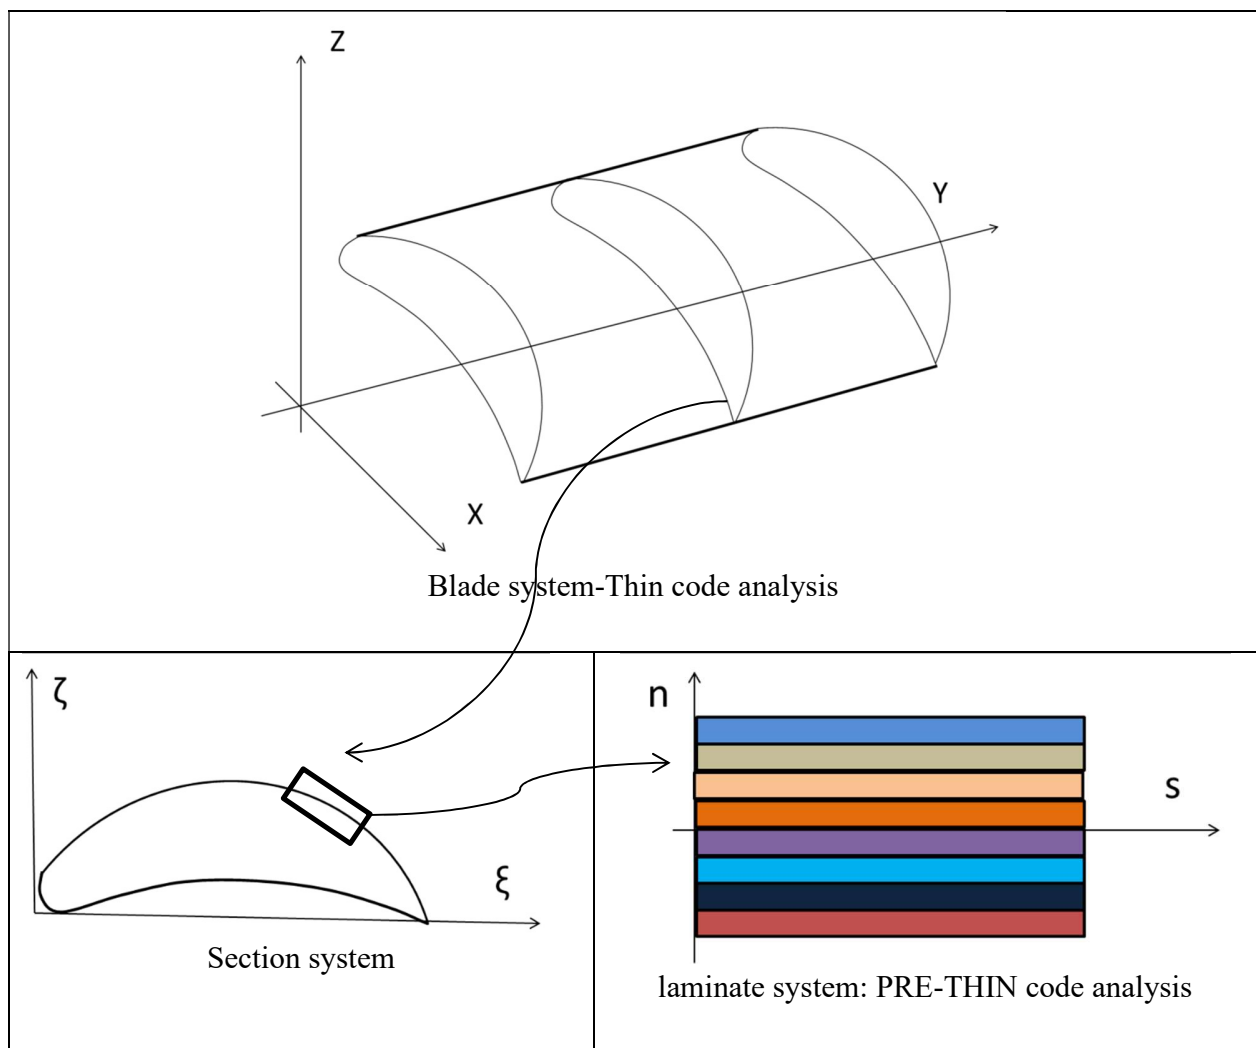 Z
Y
X
Blade system-Thin code analysis
ζ
ξ
Section system
n
s
laminate system: PRE-THIN code analysis